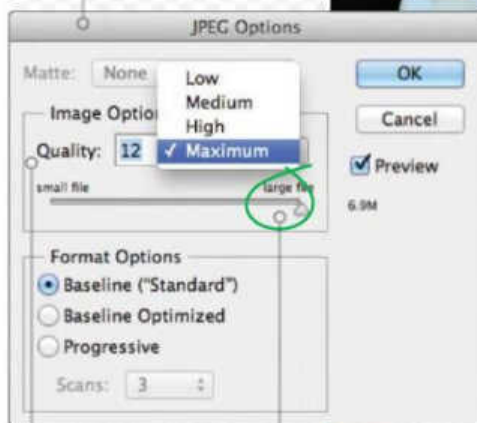 JPEG Options
Matte: None
Low
Medium
High
✓ Maximum
Image Optio
Quality: 12
small file large file
OK
Cancel
Preview
6.9M
Format Options
Baseline ("Standard")
Baseline Optimized
Progressive
Scans: 3